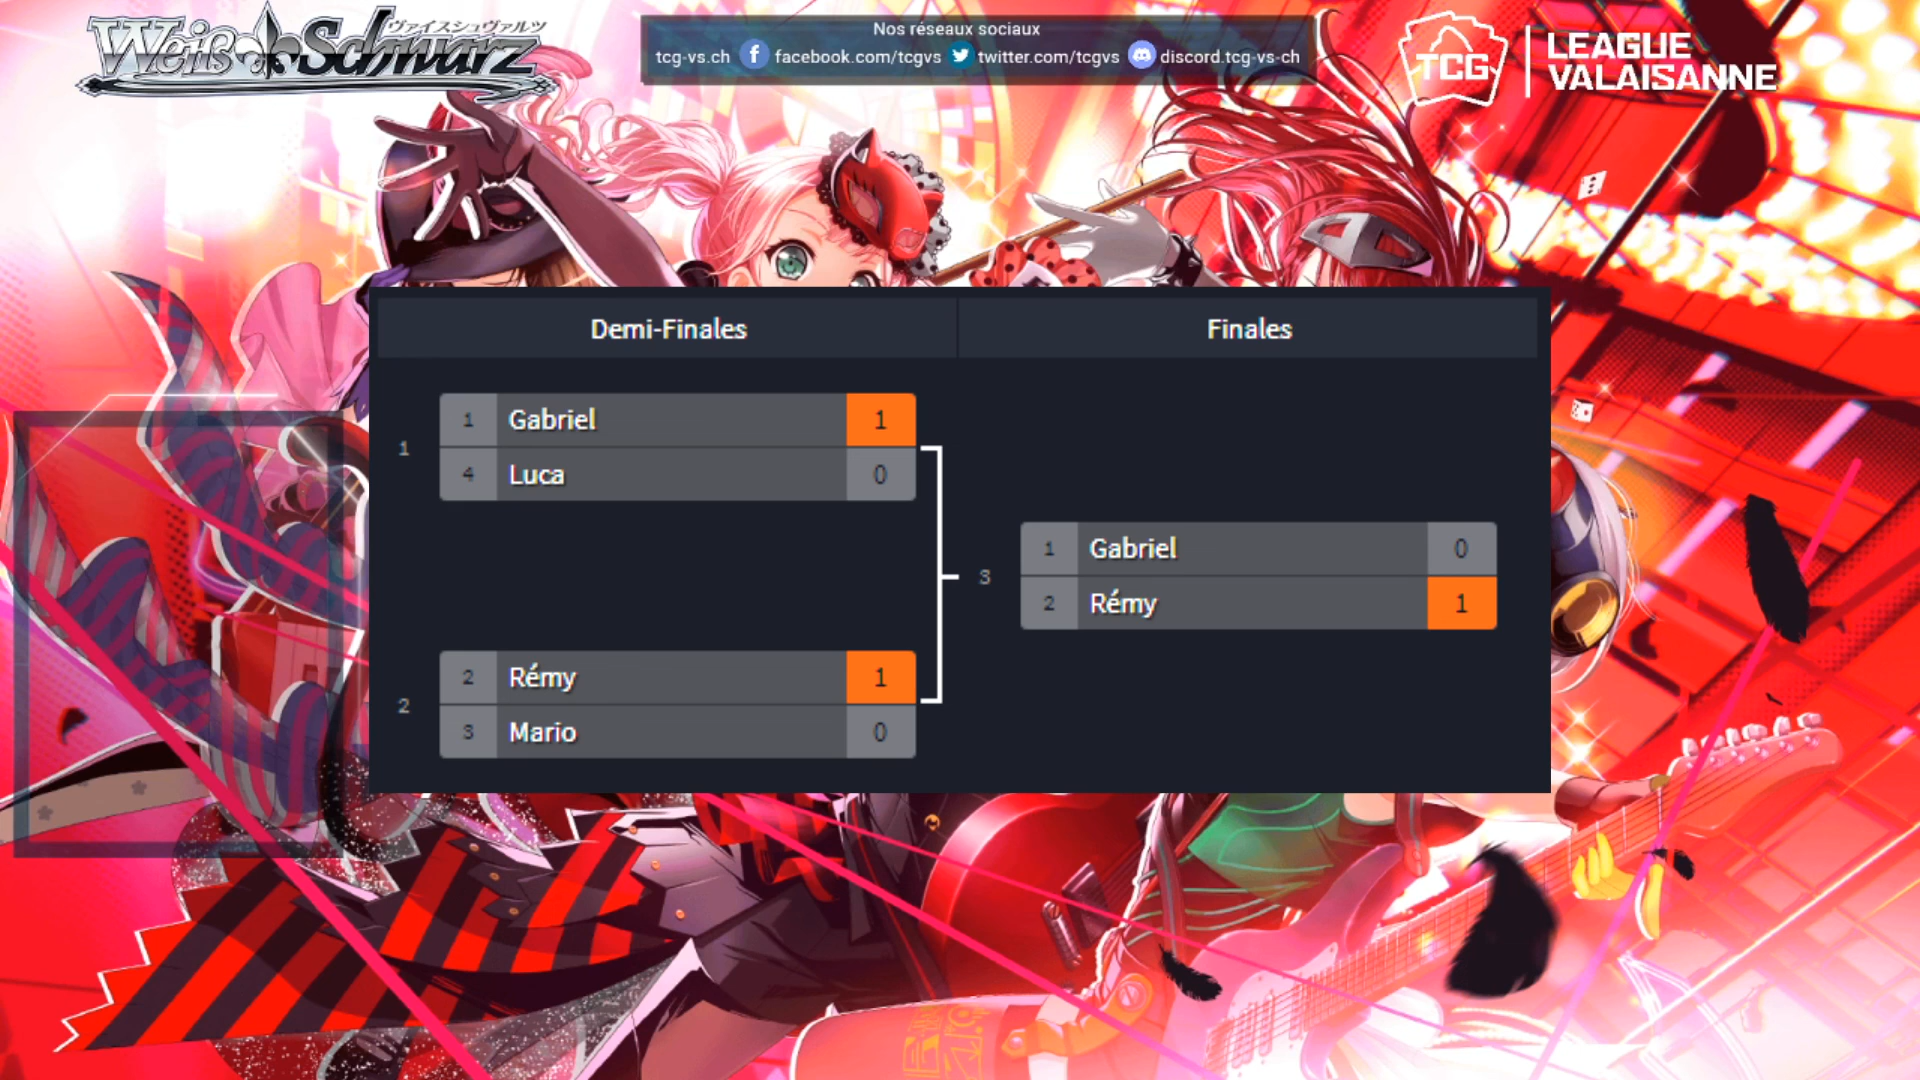 Weiß Schwarz
ヴァイスシュヴァルツ
Nos réseaux sociaux
tcg-vs.ch facebook.com/tcgvs twitter.com/tcgvs discord.tcg-vs-ch
TCG
LEAGUE
VALAISANNE
Demi-Finales Finales
1
1 Gabriel 1
4 Luca 0
3
1 Gabriel 0
2 Rémy 1
2
2 Rémy 1
3 Mario 0